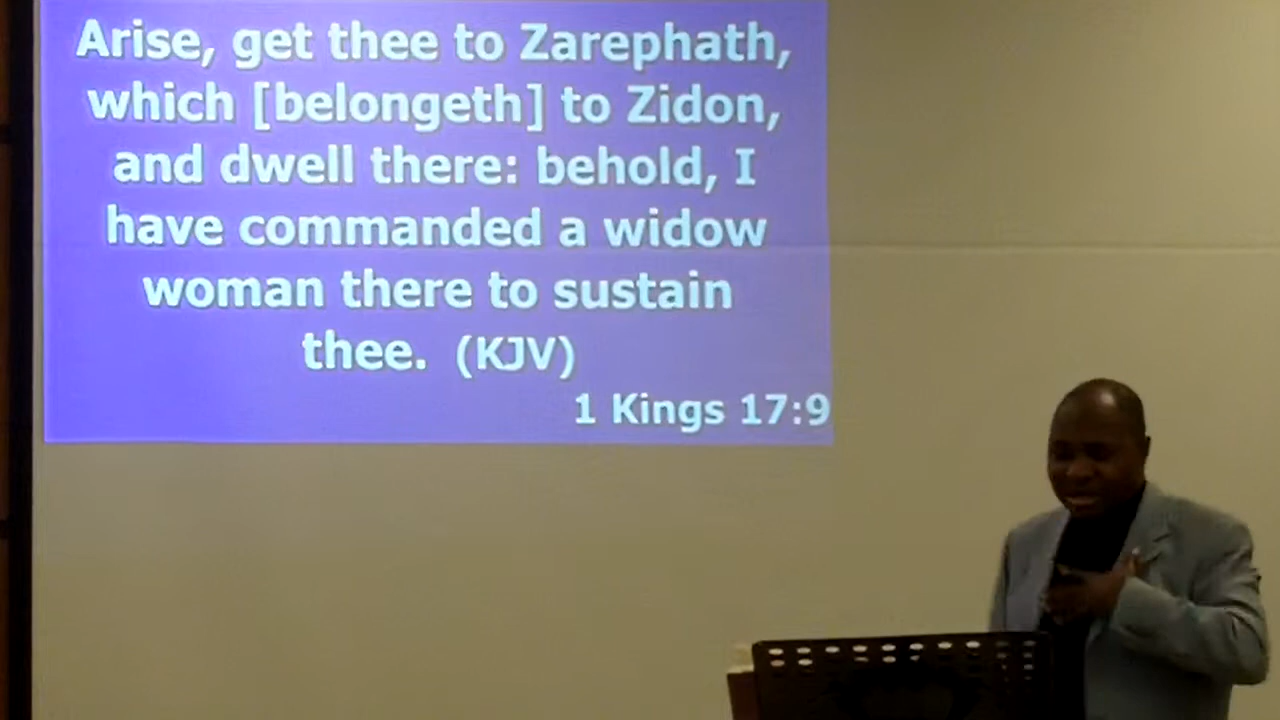 Arise, get thee to Zarephath,
which [belongeth] to Zidon,
and dwell there: behold, I
have commanded a widow
woman there to sustain
thee.  (KJV)
1 Kings 17:9